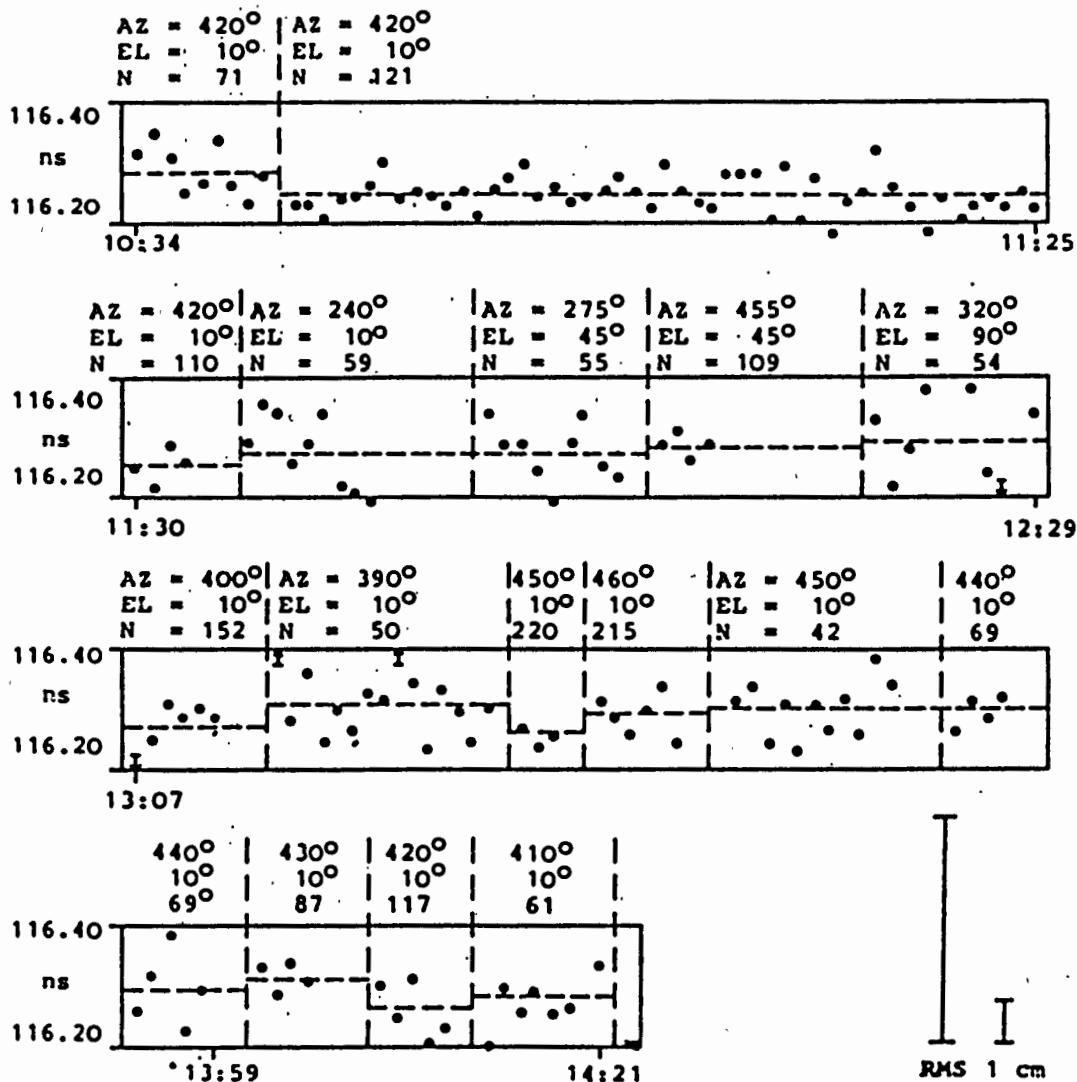 AZ = 420° AZ = 420°
EL = 10° EL = 10°
N = 71 N = 121
116.40
ns
116.20
10:34 11:25
AZ = 420° AZ = 240° AZ = 275° AZ = 455° AZ = 320°
EL = 10° EL = 10° EL = 45° EL = 45° EL = 90°
N = 110 N = 59 N = 55 N = 109 N = 54
116.40
ns
116.20
11:30 12:29
AZ = 400° AZ = 390° 450° 460° AZ = 450° 440°
EL = 10° EL = 10° 10° 10° EL = 10° 10°
N = 152 N = 50 220 215 N = 42 69
116.40
ns
116.20
13:07
440° 430° 420° 410°
10° 10° 10° 10°
69° 87 117 61
116.40
ns
116.20
13:59 14:21
RMS 1 cm